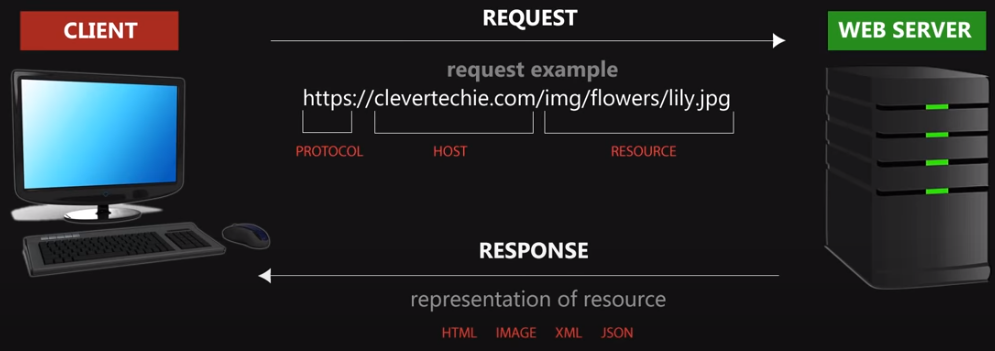 CLIENT
REQUEST
WEB SERVER
request example
https://clevertechie.com/img/flowers/lily.jpg
PROTOCOL HOST RESOURCE
RESPONSE
representation of resource
HTML IMAGE XML JSON